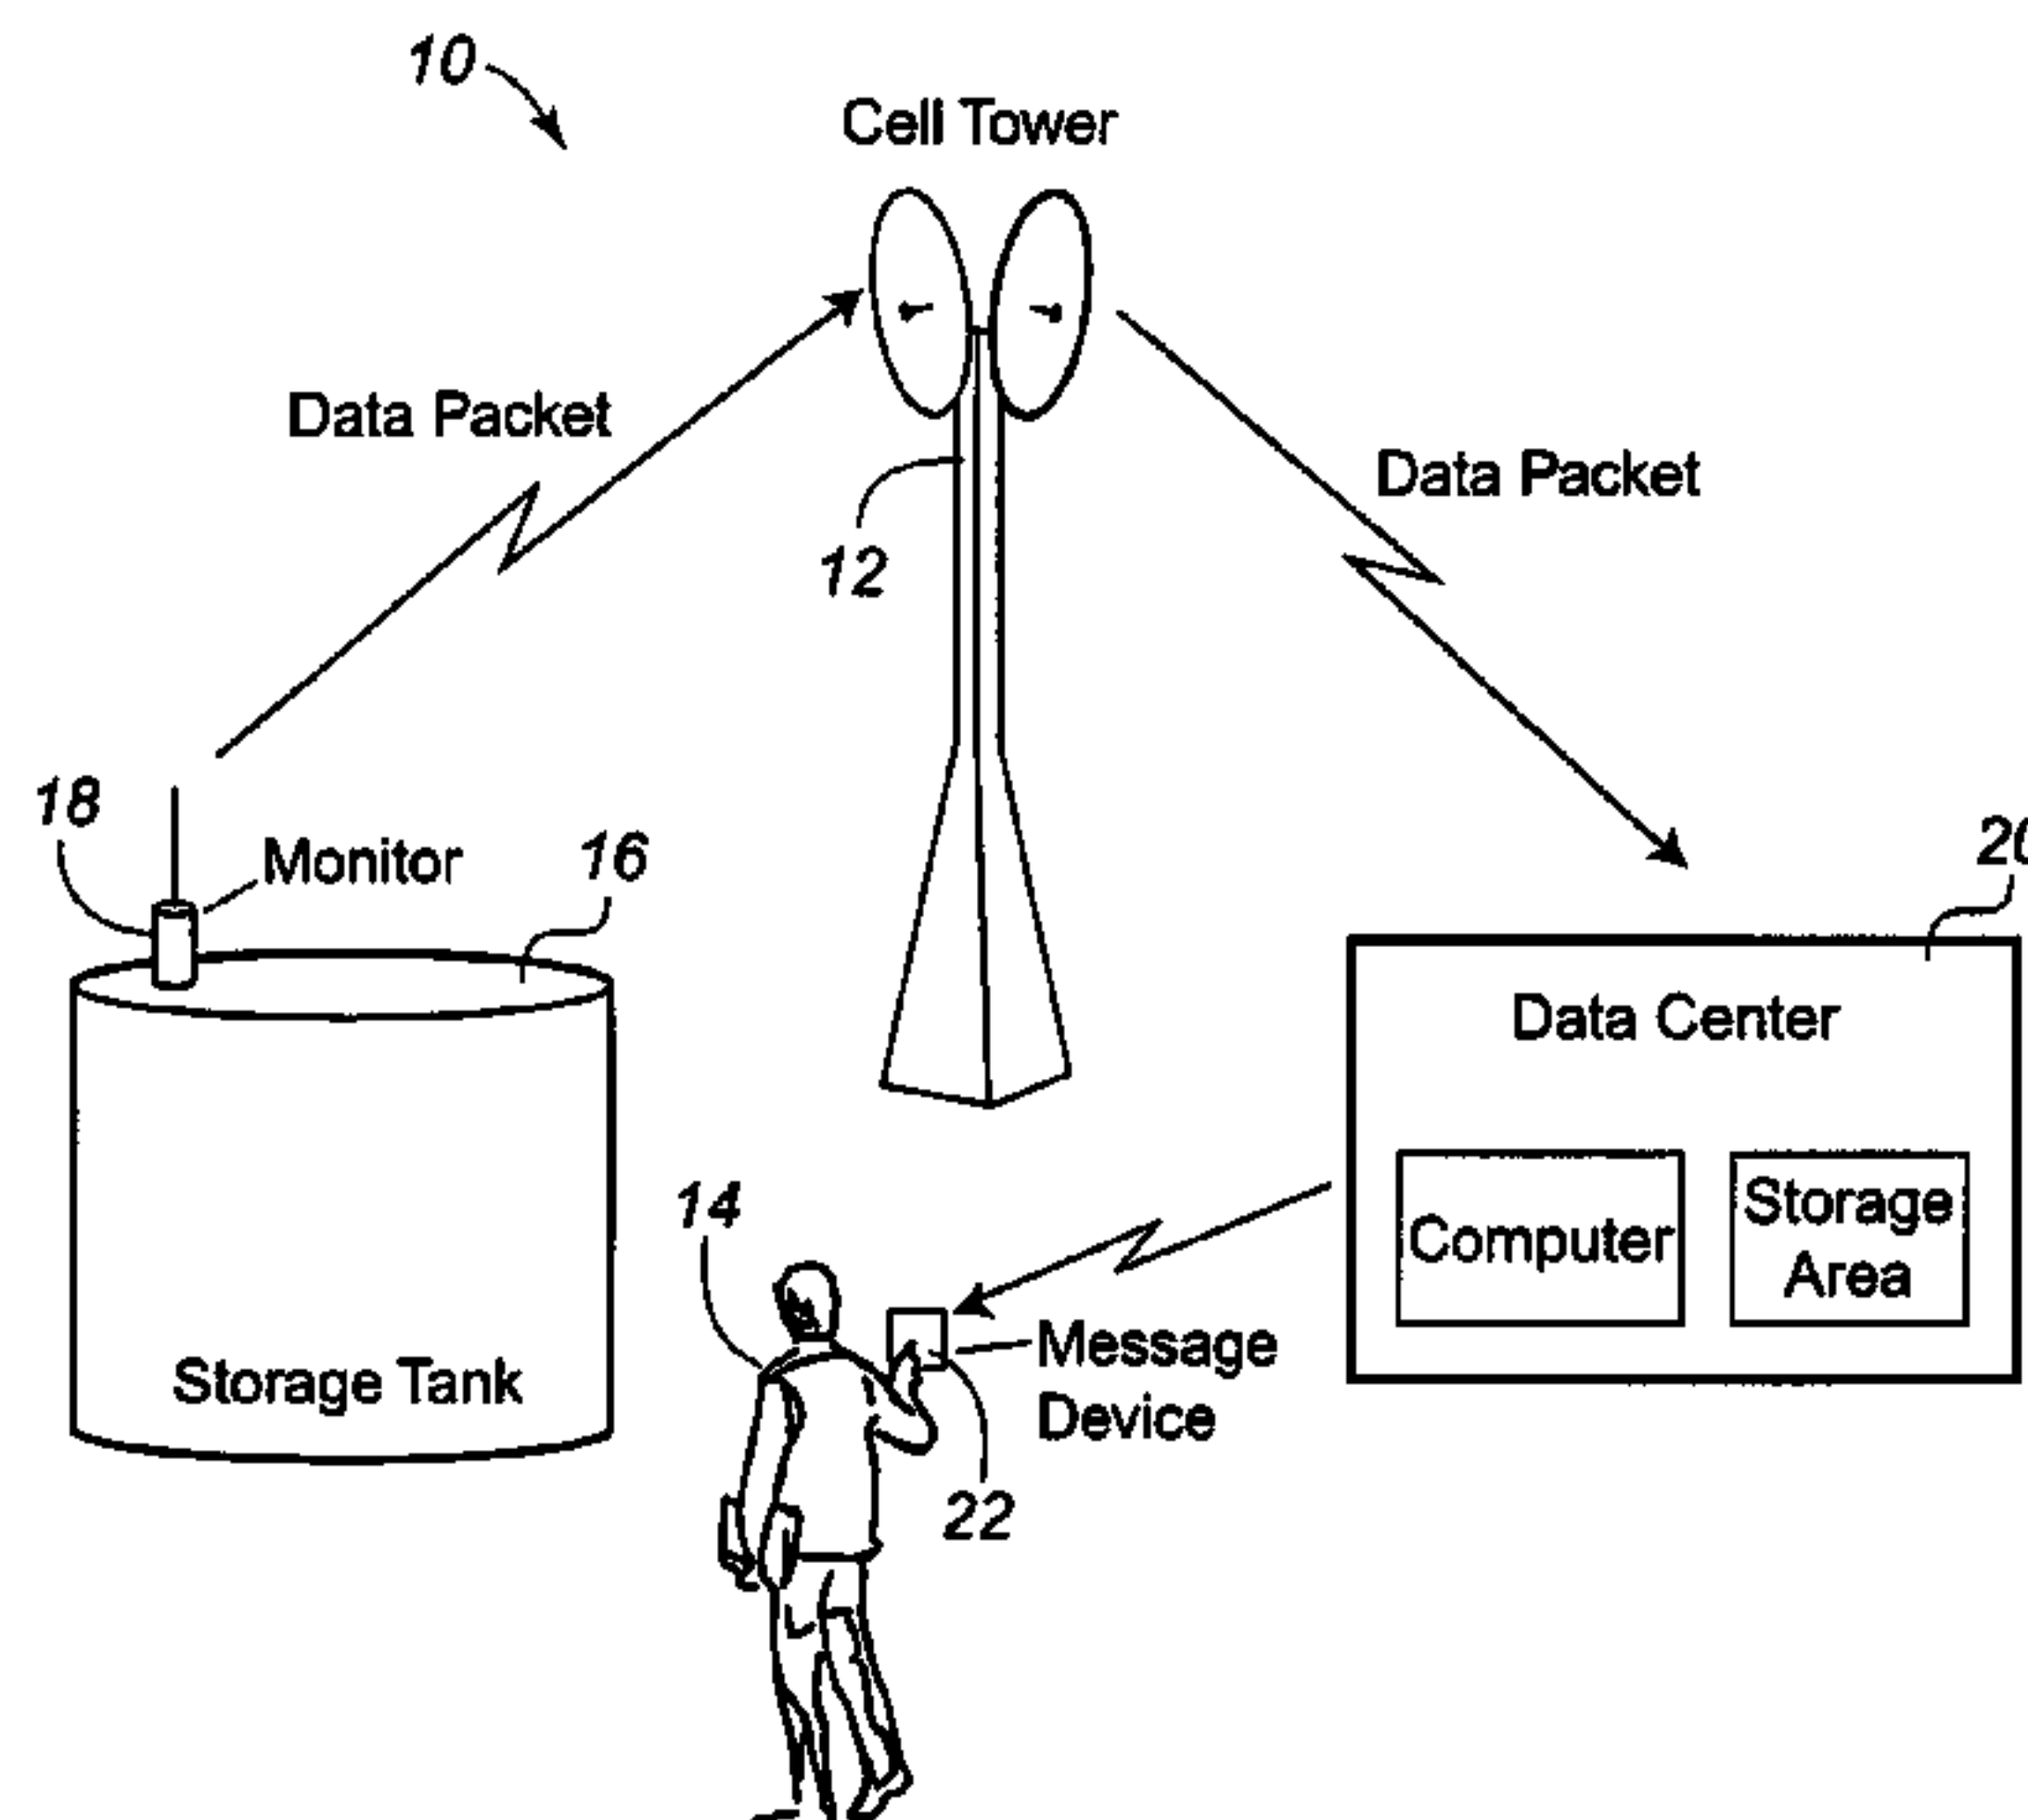 10
Cell Tower
Data Packet
Data Packet
12
18
Monitor
16
Data Center
Computer
Storage
Area
14
Message
Device
Storage Tank
22